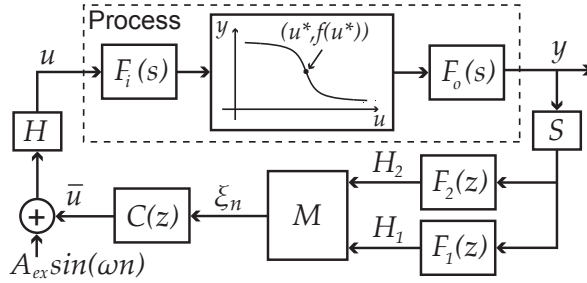 Process
y
(u*,f(u*))
u
u
F_i(s)
F_o(s)
y
H
S
H_2
F_2(z)
ξ_n
M
ū
C(z)
+
H_1
F_1(z)
A_ex sin(ωn)